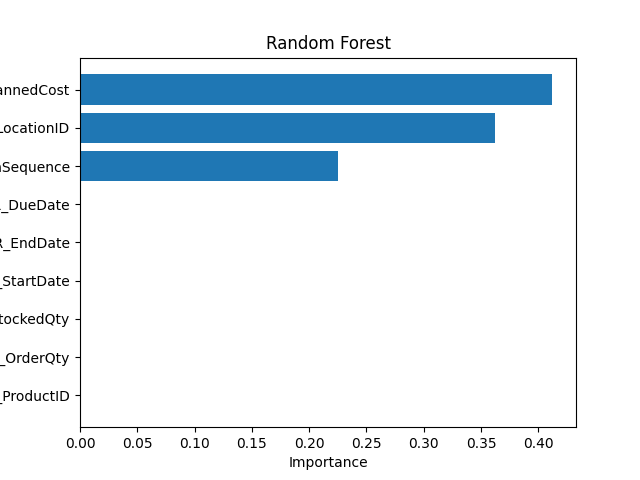 Random Forest
annedCost
LocationID
Sequence
_DueDate
R_EndDate
_StartDate
tockedQty
_OrderQty
_ProductID
0.00 0.05 0.10 0.15 0.20 0.25 0.30 0.35 0.40
Importance